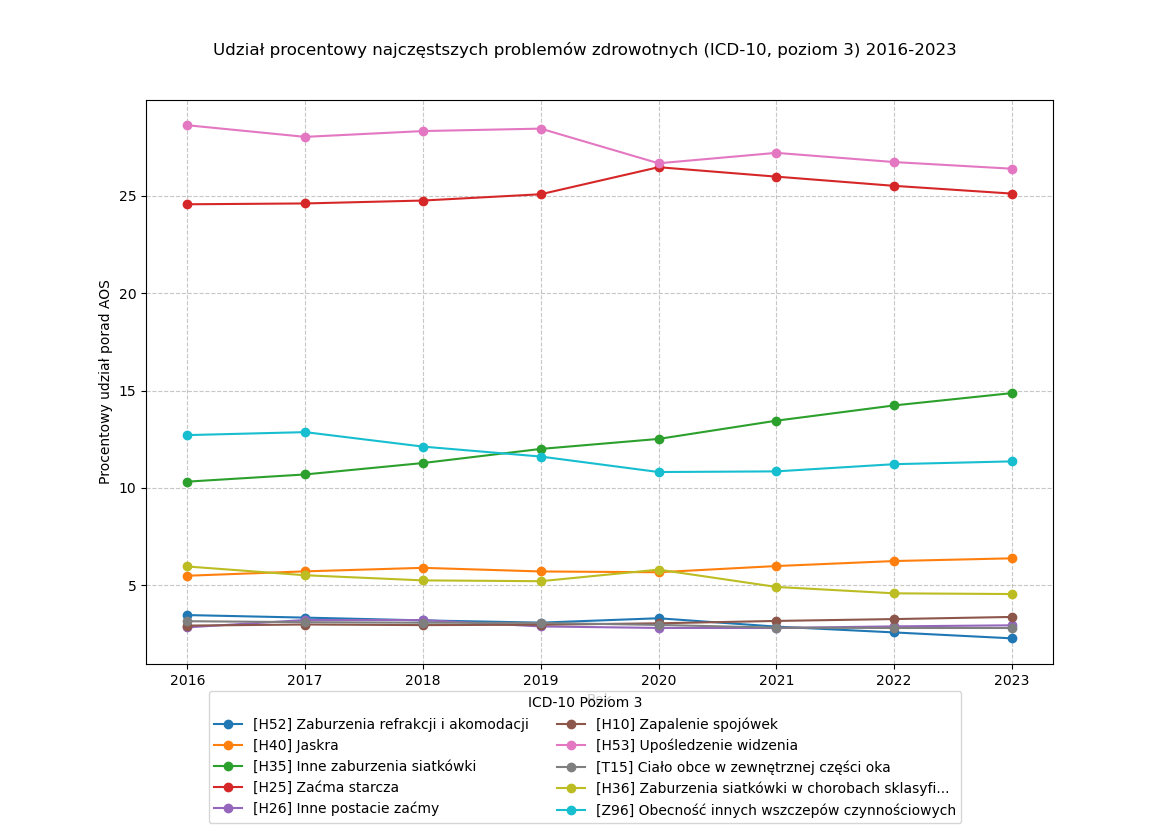 Udział procentowy najczęstszych problemów zdrowotnych (ICD-10, poziom 3) 2016-2023
Procentowy udział porad AOS
25
20
15
10
5
2016 2017 2018 2019 2020 2021 2022 2023
ICD-10 Poziom 3
[H52] Zaburzenia refrakcji i akomodacji
[H40] Jaskra
[H35] Inne zaburzenia siatkówki
[H25] Zaćma starcza
[H26] Inne postacie zaćmy
[H10] Zapalenie spojówek
[H53] Upośledzenie widzenia
[T15] Ciało obce w zewnętrznej części oka
[H36] Zaburzenia siatkówki w chorobach sklasyfi...
[Z96] Obecność innych wszczepów czynnościowych